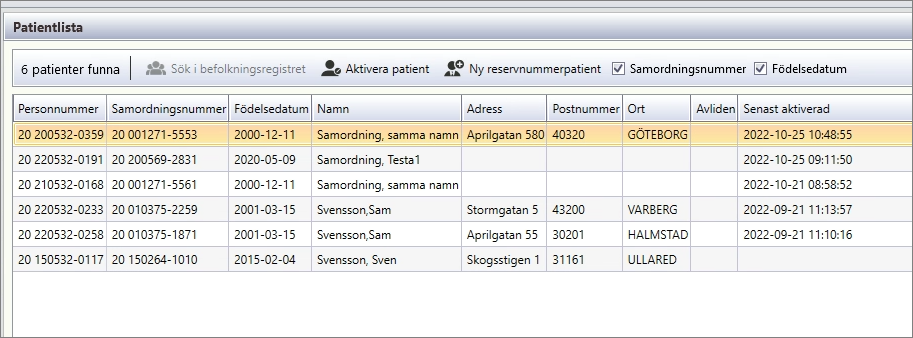 Patientlista
6 patienter funna Sök i befolkningsregistret Aktivera patient Ny reservnummerpatient Samordningsnummer Födelsedatum
Personnummer Samordningsnummer Födelsedatum Namn Adress Postnummer Ort Avliden Senast aktiverad
20 200532-0359 20 001271-5553 2000-12-11 Samordning, samma namn Aprilgatan 580 40320 GÖTEBORG 2022-10-25 10:48:55
20 220532-0191 20 200569-2831 2020-05-09 Samordning, Testa1 2022-10-25 09:11:50
20 210532-0168 20 001271-5561 2000-12-11 Samordning, samma namn 2022-10-21 08:58:52
20 220532-0233 20 010375-2259 2001-03-15 Svensson,Sam Stormgatan 5 43200 VARBERG 2022-09-21 11:13:57
20 220532-0258 20 010375-1871 2001-03-15 Svensson,Sam Aprilgatan 55 30201 HALMSTAD 2022-09-21 11:10:16
20 150532-0117 20 150264-1010 2015-02-04 Svensson, Sven Skogsstigen 1 31161 ULLARED